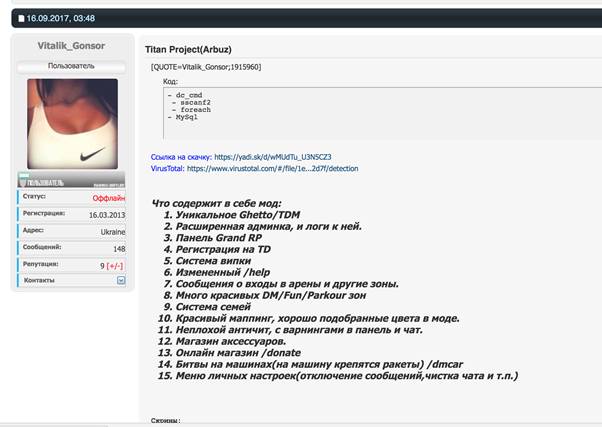 16.09.2017, 03:48
Vitalik_Gonsor
Пользователь
ПОЛЬЗОВАТЕЛЬ
Статус: Оффлайн
Регистрация: 16.03.2013
Адрес: Ukraine
Сообщений: 148
Репутация: 9 [+/-]
Контакты
Titan Project(Arbuz)
[QUOTE=Vitalik_Gonsor;1915960]
Код:
- dc_cmd
- sscanf2
- foreach
- MySql
Ссылка на скачку: https://yadi.sk/d/wMUdTu_U3N5CZ3
VirusTotal: https://www.virustotal.com/#/file/1e...2d7f/detection
Что содержит в себе мод:
1. Уникальное Ghetto/TDM
2. Расширенная админка, и логи к ней.
3. Панель Grand RP
4. Регистрация на TD
5. Система випки
6. Измененный /help
7. Сообщения о входы в арены и другие зоны.
8. Много красивых DM/Fun/Parkour зон
9. Система семей
10. Красивый маппинг, хорошо подобранные цвета в моде.
11. Неплохой античит, с варнингами в панель и чат.
12. Магазин аксессуаров.
13. Онлайн магазин /donate
14. Битвы на машинах(на машину крепятся ракеты) /dmcar
15. Меню личных настроек(отключение сообщений,чистка чата и т.п.)
Скрины: